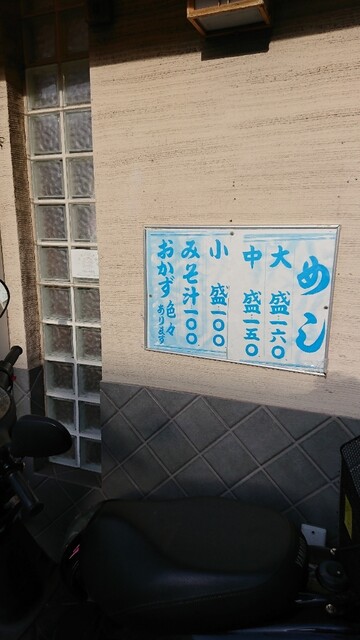 めし
大盛一六〇
中盛一五〇
小盛一〇〇
みそ汁一〇〇
おかず色々あります